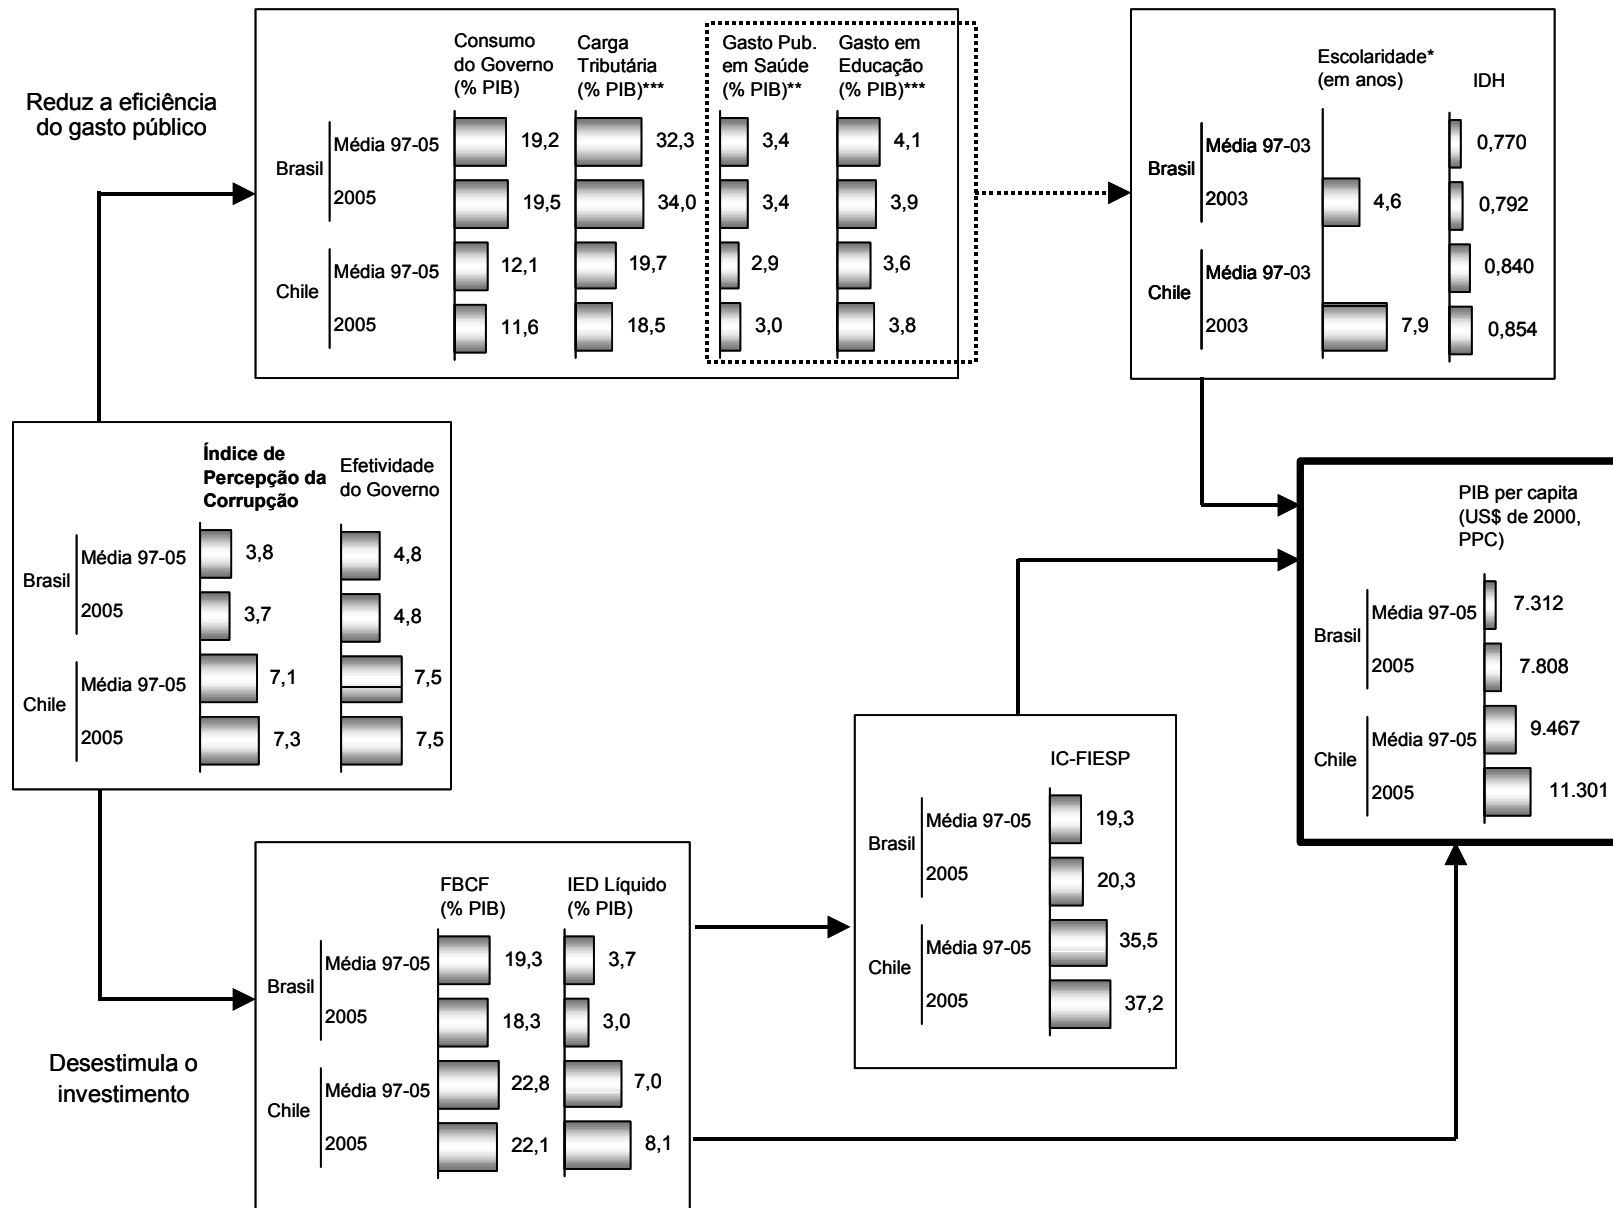 Reduz a eficiência
do gasto público
Consumo
do Governo
(% PIB)
Carga
Tributária
(% PIB)***
Gasto Pub.
em Saúde
(% PIB)**
Gasto em
Educação
(% PIB)***
Brasil
Média 97-05
19,2
32,3
3,4
4,1
2005
19,5
34,0
3,4
3,9
Chile
Média 97-05
12,1
19,7
2,9
3,6
2005
11,6
18,5
3,0
3,8
Escolaridade*
(em anos)
IDH
Brasil
Média 97-03
0,770
2003
4,6
0,792
Chile
Média 97-03
0,840
2003
7,9
0,854
Índice de
Percepção da
Corrupção
Efetividade
do Governo
Brasil
Média 97-05
3,8
4,8
2005
3,7
4,8
Chile
Média 97-05
7,1
7,5
2005
7,3
7,5
PIB per capita
(US$ de 2000,
PPC)
Brasil
Média 97-05
7.312
2005
7.808
Chile
Média 97-05
9.467
2005
11.301
IC-FIESP
Brasil
Média 97-05
19,3
2005
20,3
Chile
Média 97-05
35,5
2005
37,2
Desestimula o
investimento
FBCF
(% PIB)
IED Líquido
(% PIB)
Brasil
Média 97-05
19,3
3,7
2005
18,3
3,0
Chile
Média 97-05
22,8
7,0
2005
22,1
8,1